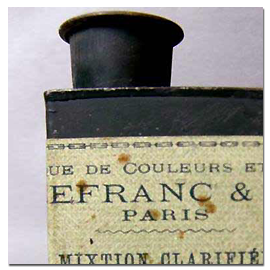 UE DE COULEURS ET
EFRANC &
PARIS
MIXTION CLARIFIÉ